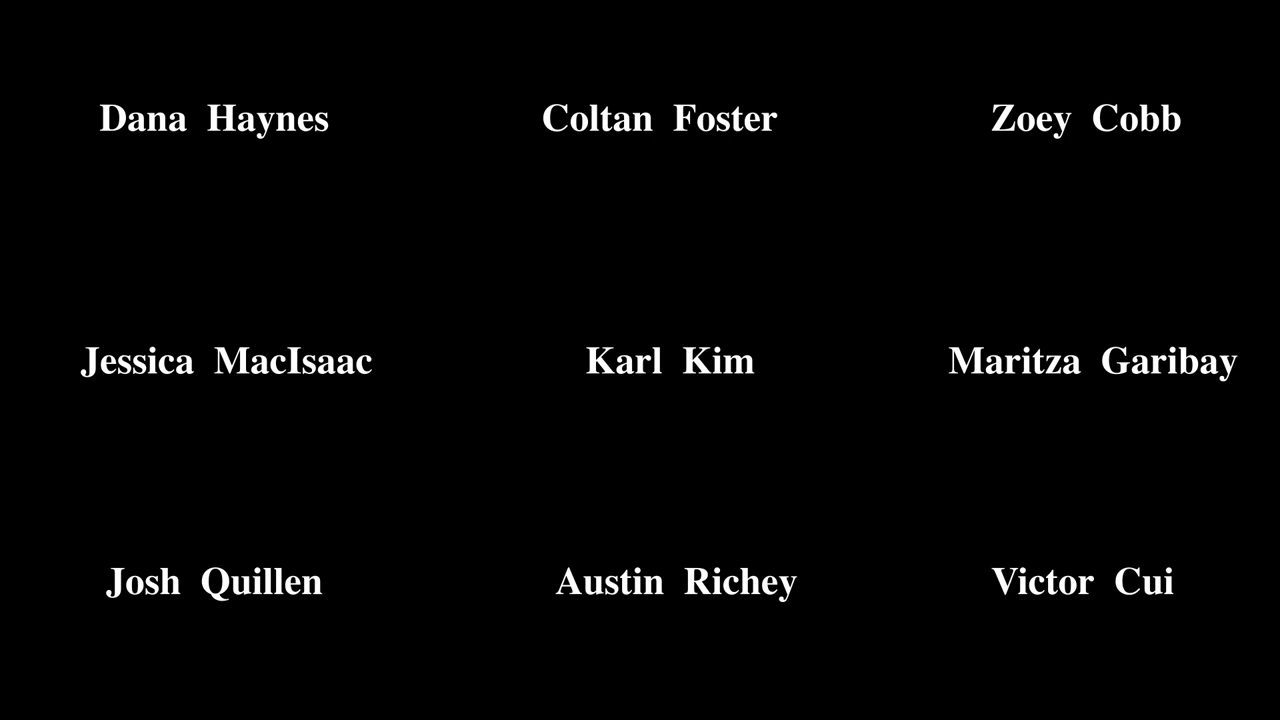 Dana Haynes
Coltan Foster
Zoey Cobb
Jessica MacIsaac
Karl Kim
Maritza Garibay
Josh Quillen
Austin Richey
Victor Cui